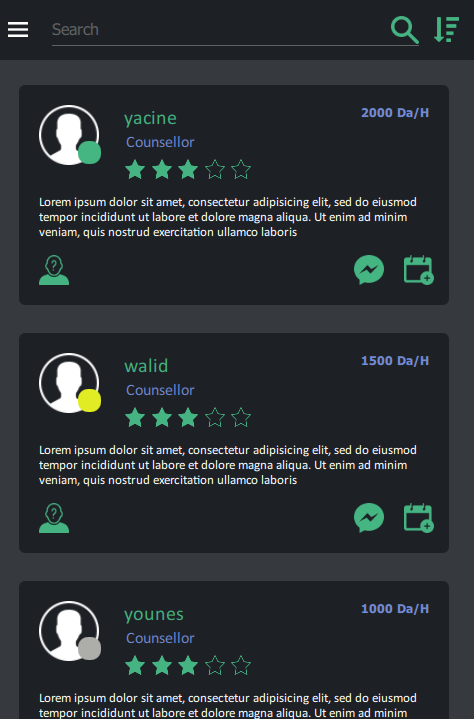 Search
yacine
2000 Da/H
Counsellor
Lorem ipsum dolor sit amet, consectetur adipisicing elit, sed do eiusmod
tempor incididunt ut labore et dolore magna aliqua. Ut enim ad minim
veniam, quis nostrud exercitation ullamco laboris
walid
1500 Da/H
Counsellor
Lorem ipsum dolor sit amet, consectetur adipisicing elit, sed do eiusmod
tempor incididunt ut labore et dolore magna aliqua. Ut enim ad minim
veniam, quis nostrud exercitation ullamco laboris
younes
1000 Da/H
Counsellor
Lorem ipsum dolor sit amet, consectetur adipisicing elit, sed do eiusmod
tempor incididunt ut labore et dolore magna aliqua. Ut enim ad minim